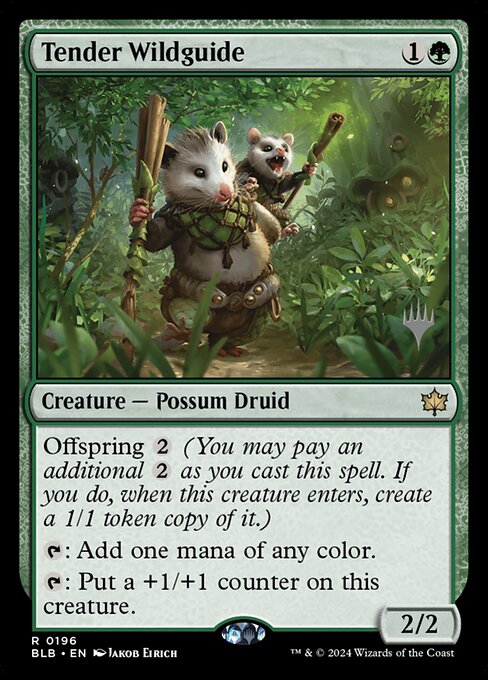 Tender Wildguide 1
Creature — Possum Druid
Offspring 2 (You may pay an
additional 2 as you cast this spell. If
you do, when this creature enters, create
a 1/1 token copy of it.)
: Add one mana of any color.
: Put a +1/+1 counter on this
creature.
2/2
R 0196
BLB • EN Jakob Eirich
™ & © 2024 Wizards of the Coast